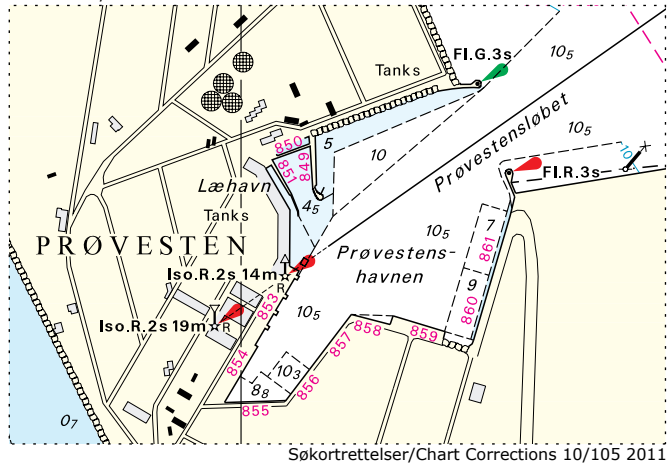 Fl.G.3s
10₅
Tanks
Prøvestensløbet
10₅
10
5
850
849
851
10
Fl.R.3s
Læhavn
4₅
Tanks
7
861
10₅
PRØVESTEN
Prøvestens-
havnen
Iso.R.2s 14m
R
9
860
853
10₅
Iso.R.2s 19m
R
858
859
857
854
10₃
8₈
856
855
0₇
Søkortrettelser/Chart Corrections 10/105 2011